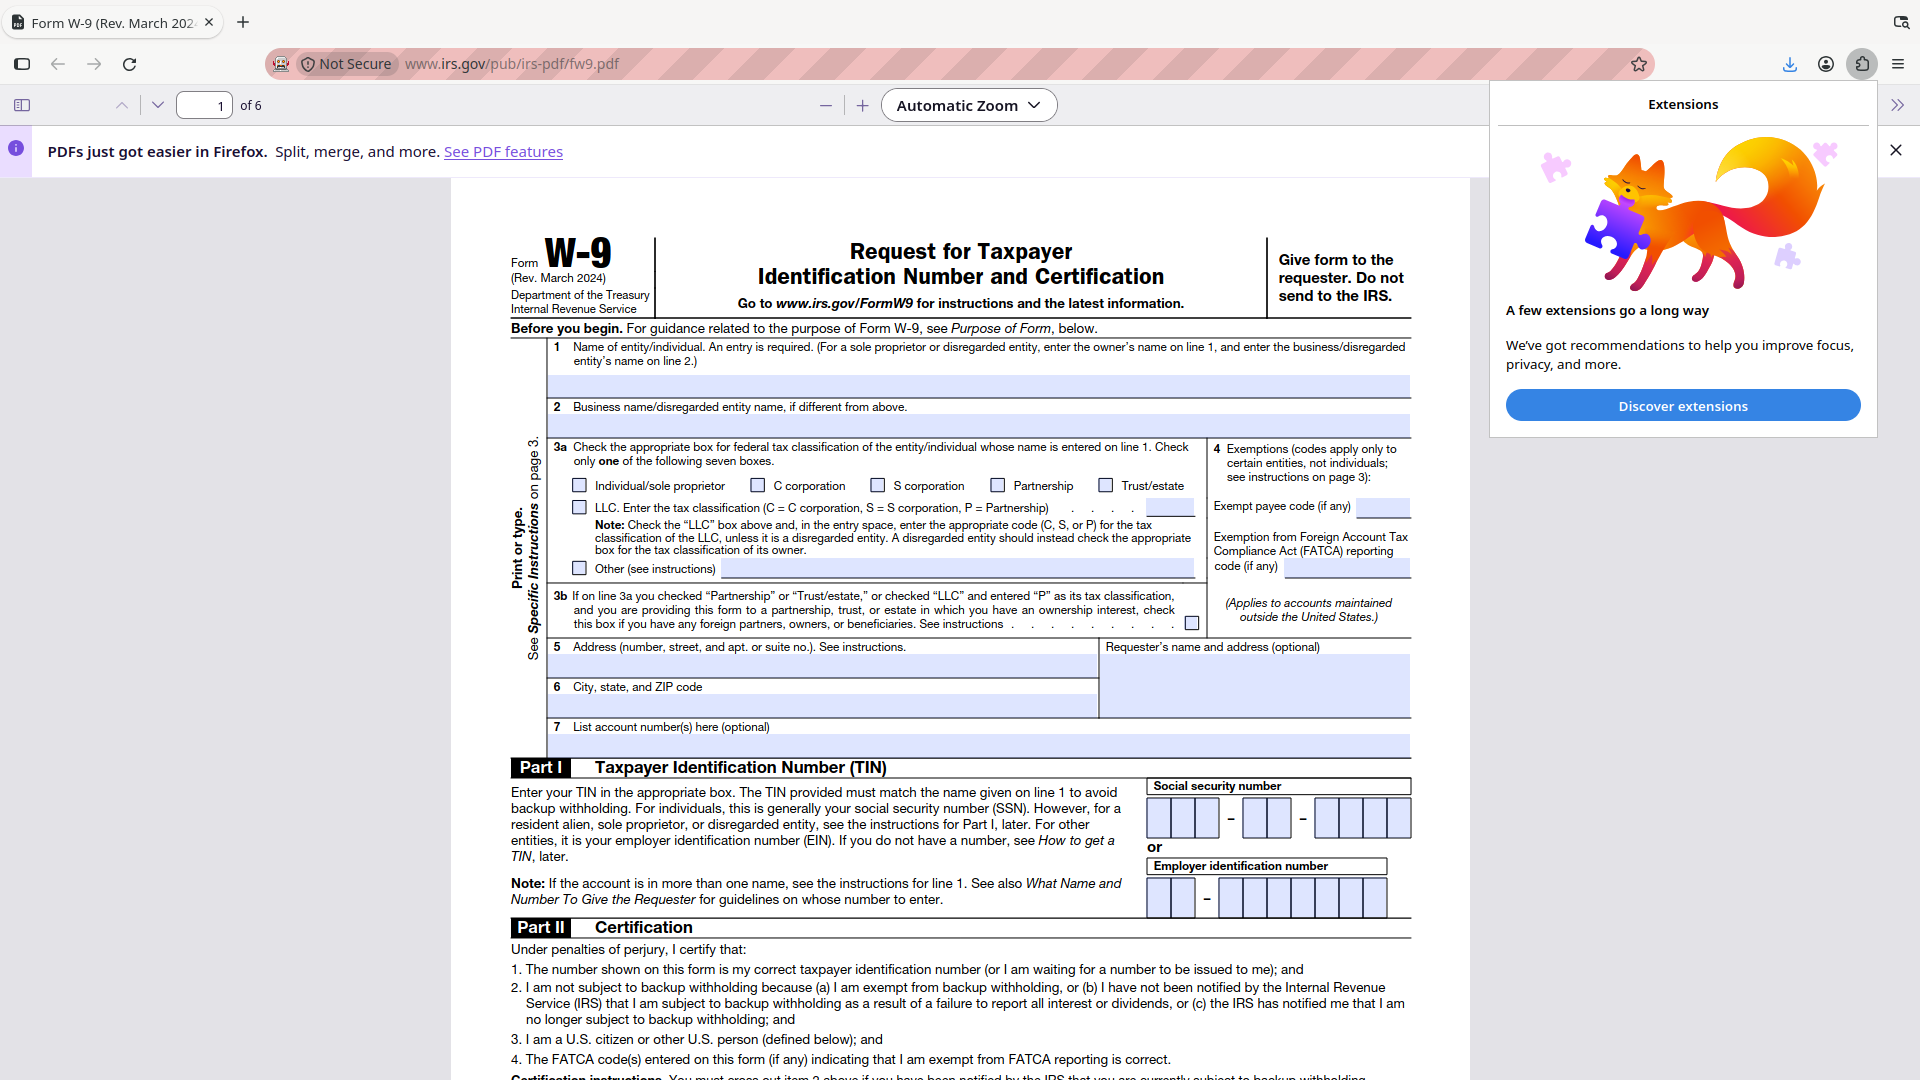 Form W-9 (Rev. March 202
Not Secure
www.irs.gov/pub/irs-pdf/fw9.pdf
1 of 6
Automatic Zoom
PDFs just got easier in Firefox. Split, merge, and more. See PDF features
Extensions
A few extensions go a long way
We've got recommendations to help you improve focus,
privacy, and more.
Discover extensions
Form W-9
(Rev. March 2024)
Department of the Treasury
Internal Revenue Service
Request for Taxpayer
Identification Number and Certification
Go to www.irs.gov/FormW9 for instructions and the latest information.
Give form to the
requester. Do not
send to the IRS.
Before you begin. For guidance related to the purpose of Form W-9, see Purpose of Form, below.
Print or type.
See Specific Instructions on page 3.
1 Name of entity/individual. An entry is required. (For a sole proprietor or disregarded entity, enter the owner's name on line 1, and enter the business/disregarded
entity's name on line 2.)
2 Business name/disregarded entity name, if different from above.
3a Check the appropriate box for federal tax classification of the entity/individual whose name is entered on line 1. Check
only one of the following seven boxes.
Individual/sole proprietor C corporation S corporation Partnership Trust/estate
LLC. Enter the tax classification (C = C corporation, S = S corporation, P = Partnership) . . . .
Note: Check the “LLC” box above and, in the entry space, enter the appropriate code (C, S, or P) for the tax
classification of the LLC, unless it is a disregarded entity. A disregarded entity should instead check the appropriate
box for the tax classification of its owner.
Other (see instructions)
3b If on line 3a you checked “Partnership” or “Trust/estate,” or checked “LLC” and entered “P” as its tax classification,
and you are providing this form to a partnership, trust, or estate in which you have an ownership interest, check
this box if you have any foreign partners, owners, or beneficiaries. See instructions . . . . . . . . .
4 Exemptions (codes apply only to
certain entities, not individuals;
see instructions on page 3):
Exempt payee code (if any)
Exemption from Foreign Account Tax
Compliance Act (FATCA) reporting
code (if any)
(Applies to accounts maintained
outside the United States.)
5 Address (number, street, and apt. or suite no.). See instructions.
Requester's name and address (optional)
6 City, state, and ZIP code
7 List account number(s) here (optional)
Part I Taxpayer Identification Number (TIN)
Enter your TIN in the appropriate box. The TIN provided must match the name given on line 1 to avoid
backup withholding. For individuals, this is generally your social security number (SSN). However, for a
resident alien, sole proprietor, or disregarded entity, see the instructions for Part I, later. For other
entities, it is your employer identification number (EIN). If you do not have a number, see How to get a
TIN, later.
Note: If the account is in more than one name, see the instructions for line 1. See also What Name and
Number To Give the Requester for guidelines on whose number to enter.
Social security number
– –
or
Employer identification number
–
Part II Certification
Under penalties of perjury, I certify that:
1. The number shown on this form is my correct taxpayer identification number (or I am waiting for a number to be issued to me); and
2. I am not subject to backup withholding because (a) I am exempt from backup withholding, or (b) I have not been notified by the Internal Revenue
Service (IRS) that I am subject to backup withholding as a result of a failure to report all interest or dividends, or (c) the IRS has notified me that I am
no longer subject to backup withholding; and
3. I am a U.S. citizen or other U.S. person (defined below); and
4. The FATCA code(s) entered on this form (if any) indicating that I am exempt from FATCA reporting is correct.
Certification instructions. You must cross out item 2 above if you have been notified by the IRS that you are currently subject to backup withholding